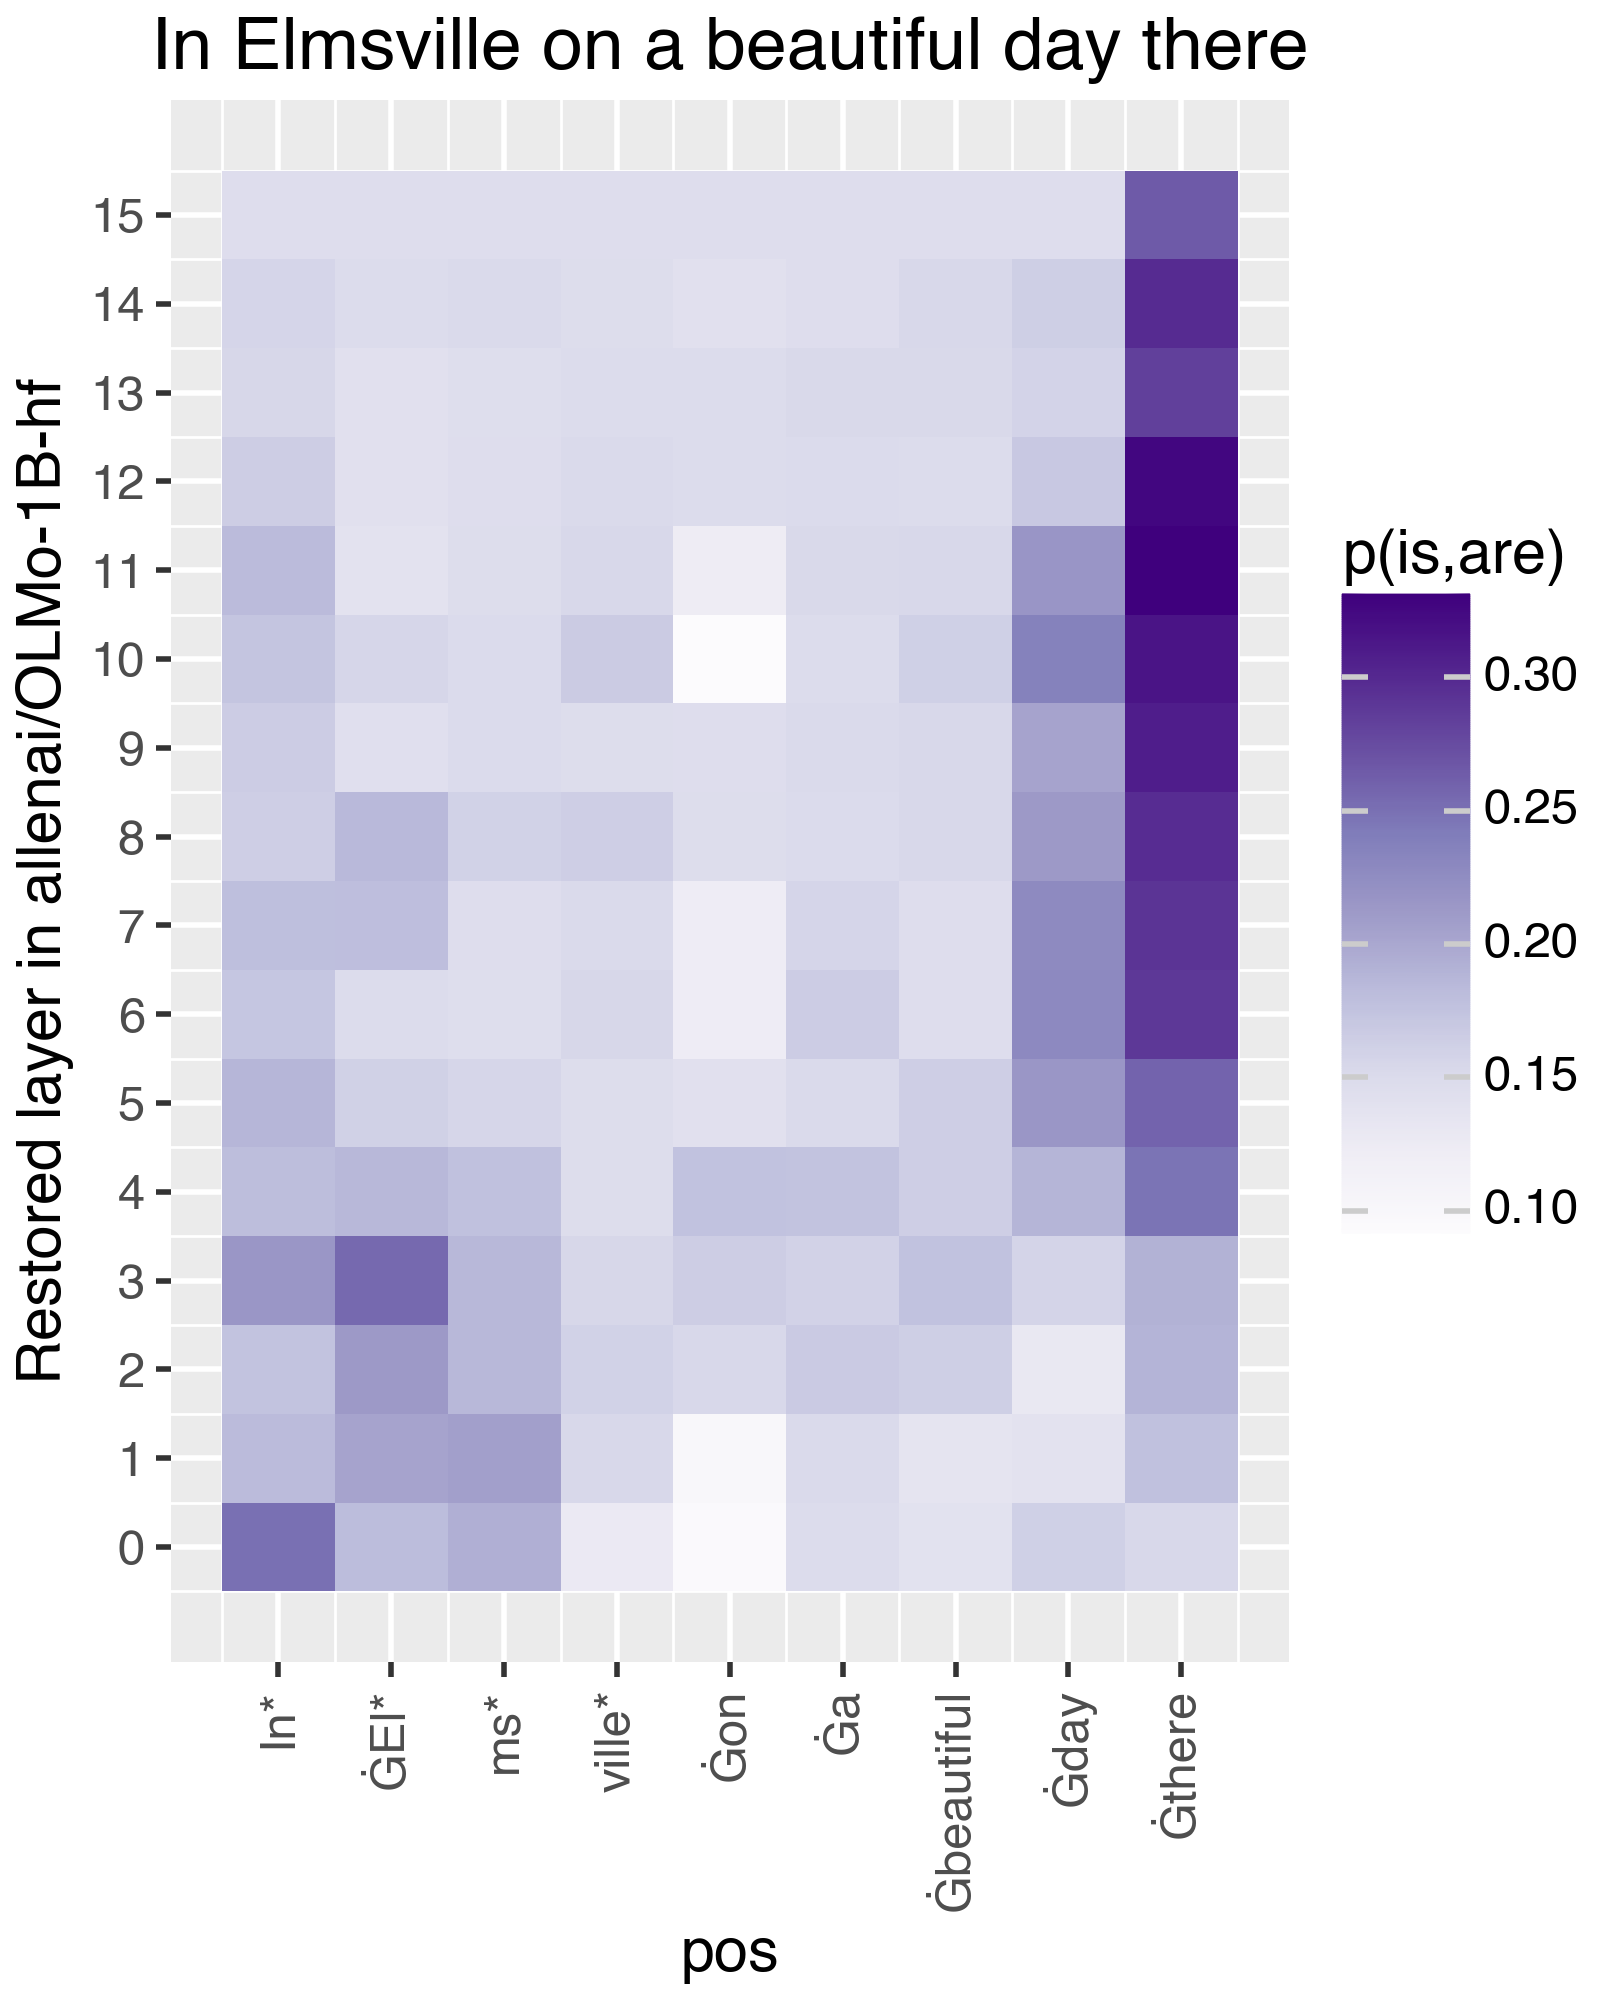 In Elmsville on a beautiful day there
Restored layer in allenai/OLMo-1B-hf
15
14
13
12
11
10
9
8
7
6
5
4
3
2
1
0
In*
ĠEl*
ms*
ville*
Ġon
Ġa
Ġbeautiful
Ġday
Ġthere
pos
p(is,are)
0.30
0.25
0.20
0.15
0.10